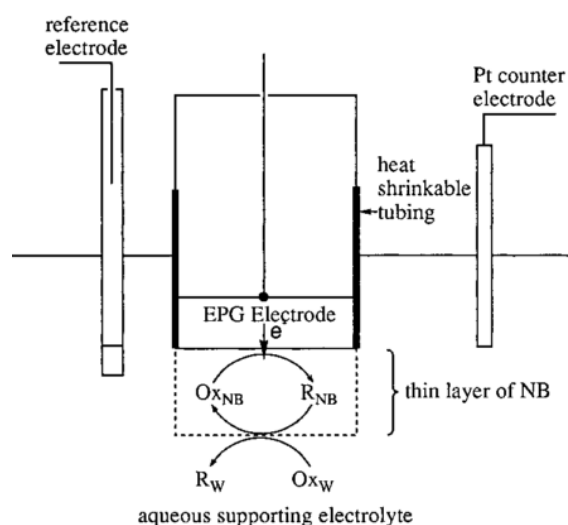 reference
electrode
Pt counter
electrode
heat
shrinkable
tubing
EPG Electrode
e
Ox_NB
R_NB
thin layer of NB
R_W
Ox_W
aqueous supporting electrolyte